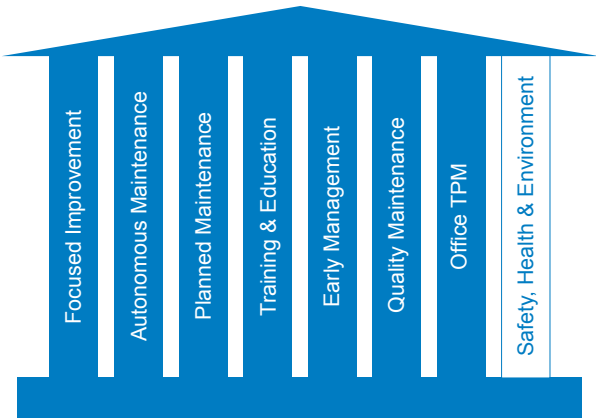 Focused Improvement
Autonomous Maintenance
Planned Maintenance
Training & Education
Early Management
Quality Maintenance
Office TPM
Safety, Health & Environment